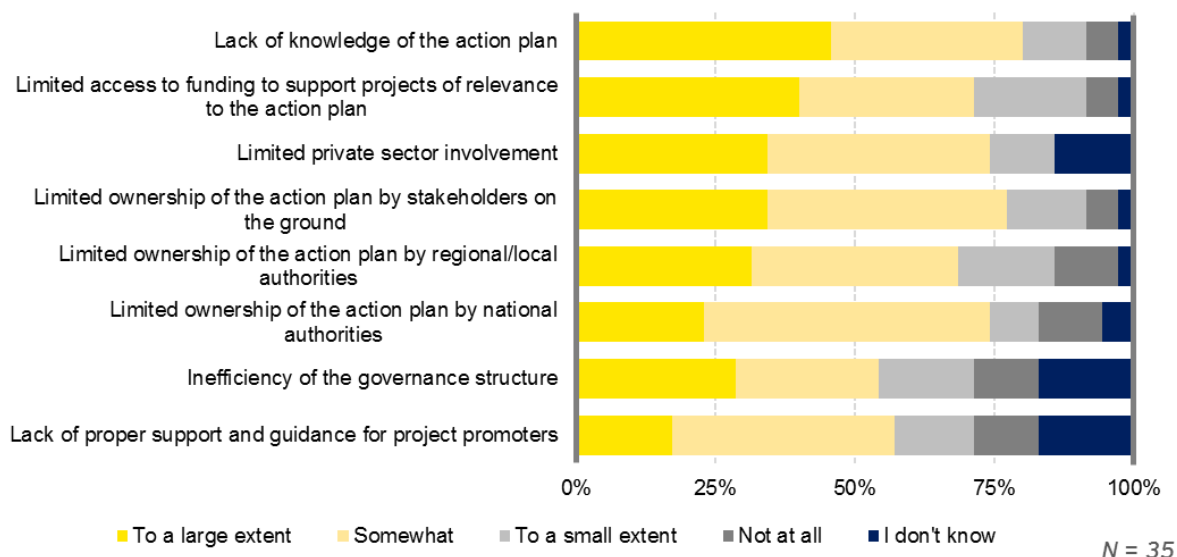 Lack of knowledge of the action plan
Limited access to funding to support projects of relevance
to the action plan
Limited private sector involvement
Limited ownership of the action plan by stakeholders on
the ground
Limited ownership of the action plan by regional/local
authorities
Limited ownership of the action plan by national
authorities
Inefficiency of the governance structure
Lack of proper support and guidance for project promoters
0% 25% 50% 75% 100%
To a large extent Somewhat To a small extent Not at all I don't know
N = 35